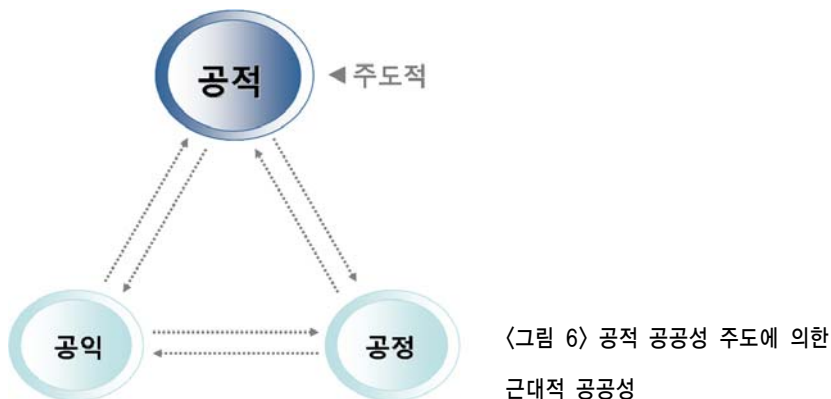 공적
◀주도적
공익
공정
〈그림 6〉 공적 공공성 주도에 의한
근대적 공공성